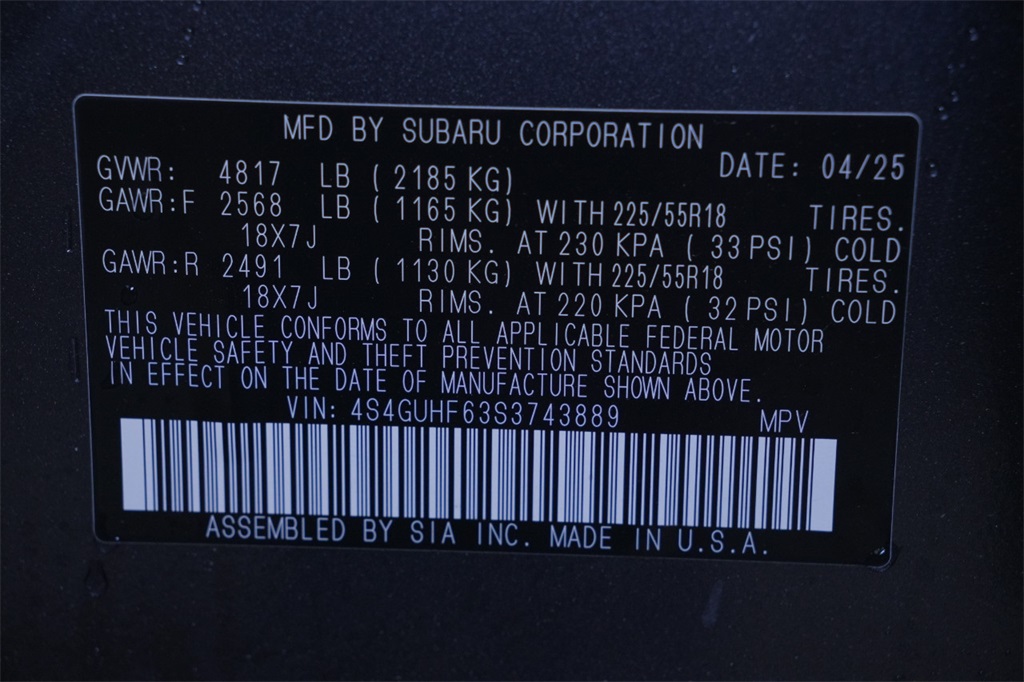 MFD BY SUBARU CORPORATION
DATE: 04/25
GVWR: 4817 LB ( 2185 KG)
GAWR:F 2568 LB ( 1165 KG) WITH 225/55R18 TIRES.
18X7J RIMS. AT 230 KPA ( 33 PSI) COLD
GAWR:R 2491 LB ( 1130 KG) WITH 225/55R18 TIRES.
18X7J RIMS. AT 220 KPA ( 32 PSI) COLD
THIS VEHICLE CONFORMS TO ALL APPLICABLE FEDERAL MOTOR
VEHICLE SAFETY AND THEFT PREVENTION STANDARDS
IN EFFECT ON THE DATE OF MANUFACTURE SHOWN ABOVE.
VIN: 4S4GUHF63S3743889 MPV
ASSEMBLED BY SIA INC. MADE IN U.S.A.